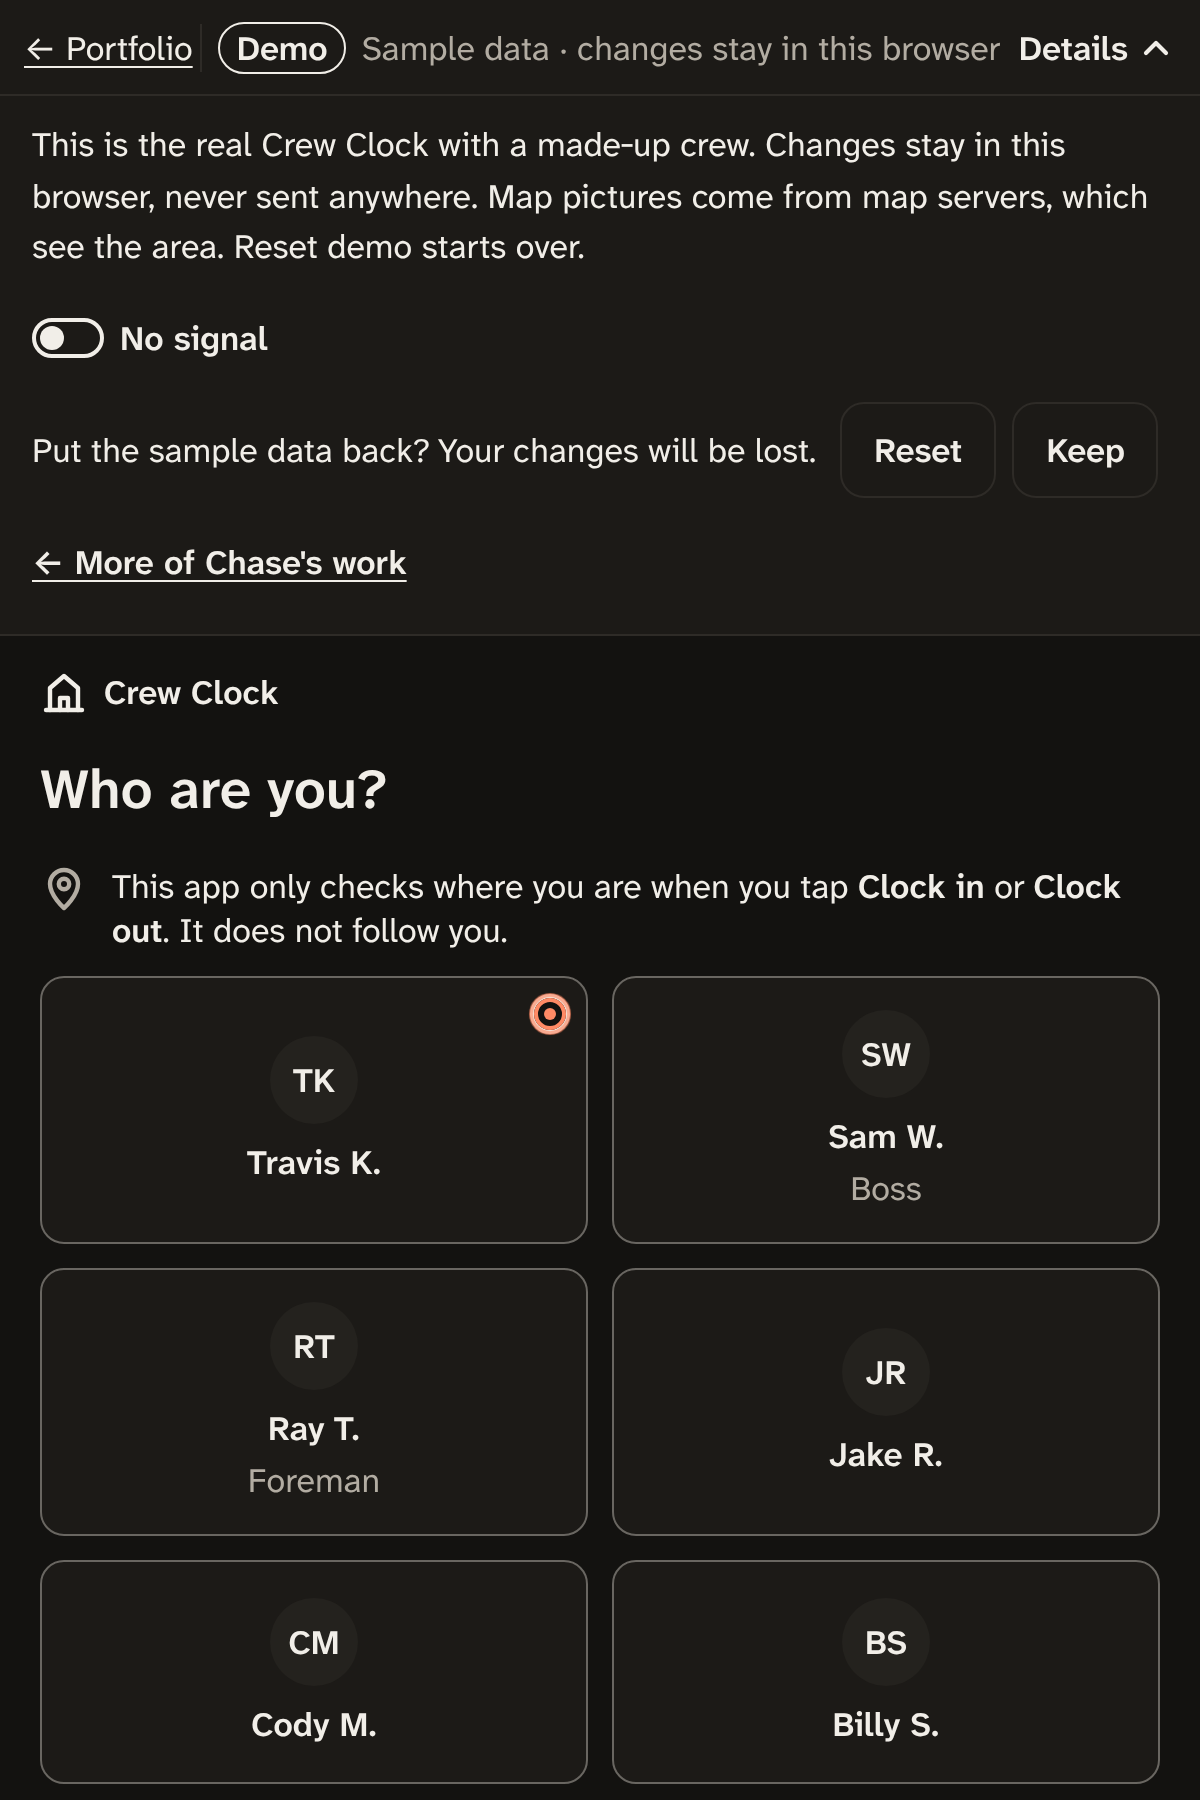 ← Portfolio
Demo
Sample data · changes stay in this browser
Details
This is the real Crew Clock with a made-up crew. Changes stay in this
browser, never sent anywhere. Map pictures come from map servers, which
see the area. Reset demo starts over.
No signal
Put the sample data back? Your changes will be lost.
Reset
Keep
← More of Chase's work
Crew Clock
Who are you?
This app only checks where you are when you tap Clock in or Clock
out. It does not follow you.
TK
Travis K.
SW
Sam W.
Boss
RT
Ray T.
Foreman
JR
Jake R.
CM
Cody M.
BS
Billy S.